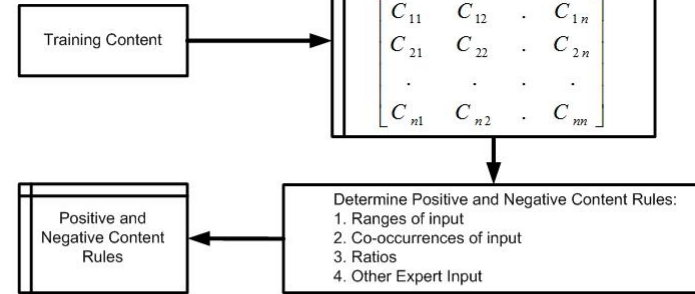 C11 C12 . C1n
Training Content
C21 C22 . C2n
. . . .
Cn1 Cn2 . Cnn
Determine Positive and Negative Content Rules:
1. Ranges of input
2. Co-occurrences of input
3. Ratios
4. Other Expert Input
Positive and
Negative Content
Rules